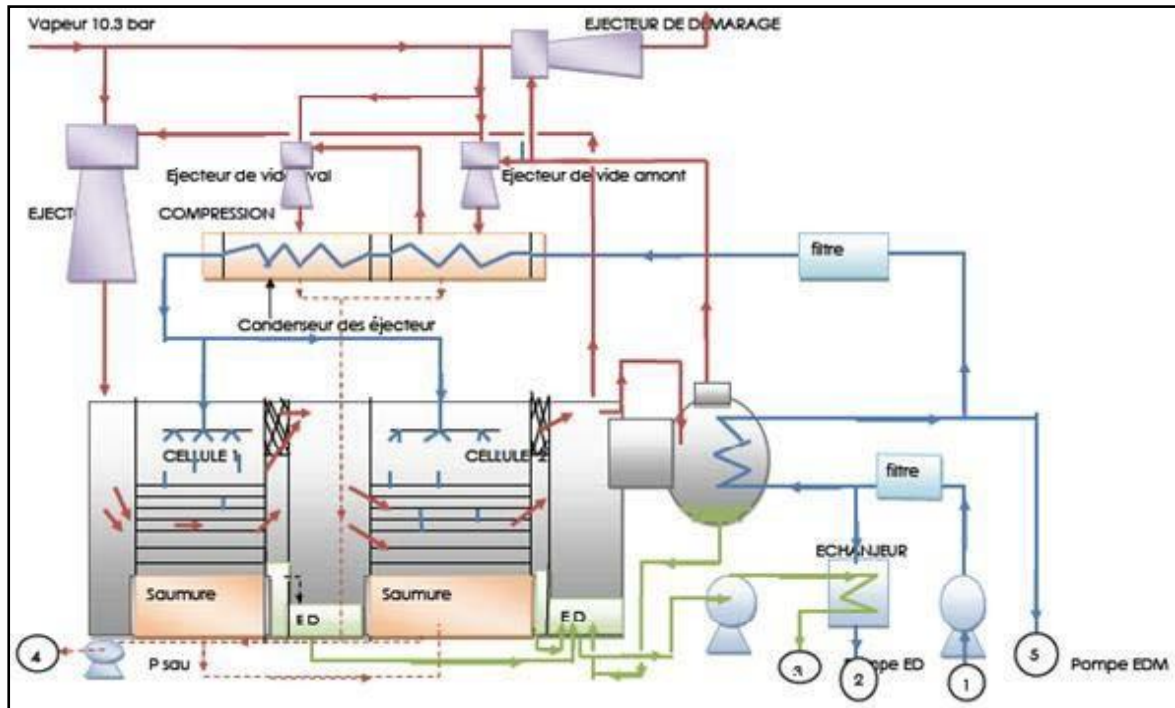 Vapeur 10.3 bar
EJECTEUR DE DEMARAGE
Ejecteur de vide aval
Ejecteur de vide amont
EJECT
COMPRESSION
filtre
Condenseur des éjecteur
CELLULE 1
CELLULE 2
filtre
ECHANJEUR
Saumure
E D
Saumure
E D
4
P sau
3
Pompe ED
2
1
5
Pompe EDM